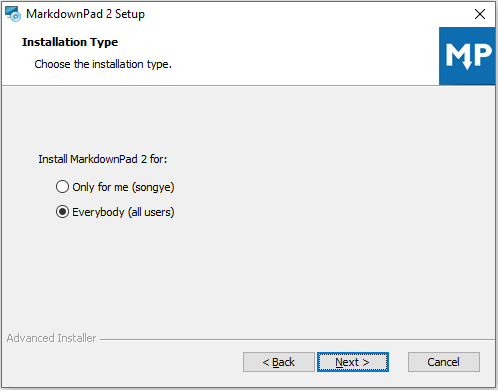 MarkdownPad 2 Setup
Installation Type
Choose the installation type.
MP
Install MarkdownPad 2 for:
Only for me (songye)
Everybody (all users)
Advanced Installer
< Back
Next >
Cancel